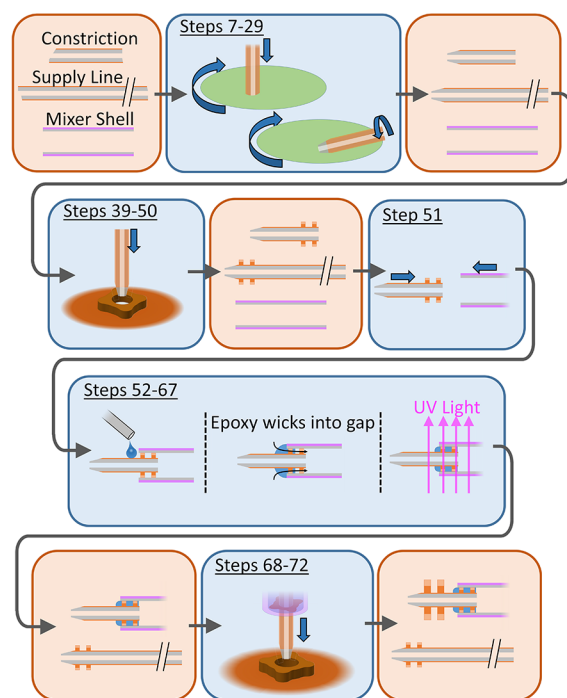 Constriction
Supply Line
Mixer Shell
Steps 7-29
Steps 39-50
Step 51
Steps 52-67
Epoxy wicks into gap
UV Light
Steps 68-72